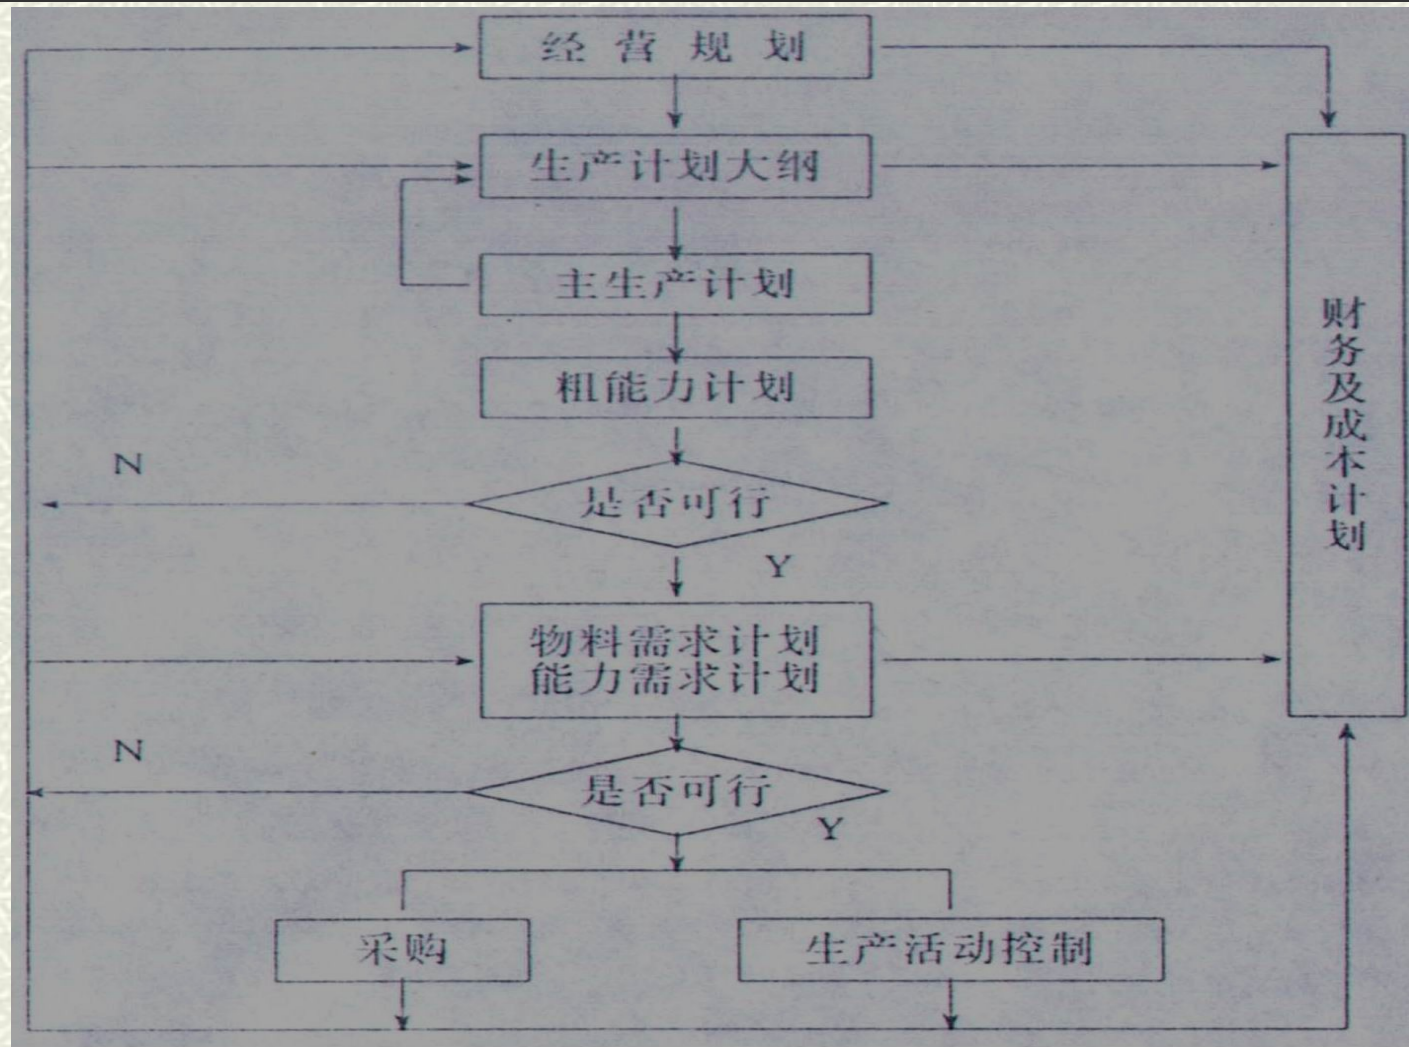 经营规划
生产计划大纲
主生产计划
粗能力计划
N
是否可行
Y
物料需求计划
能力需求计划
N
是否可行
Y
采购
生产活动控制
财务及成本计划